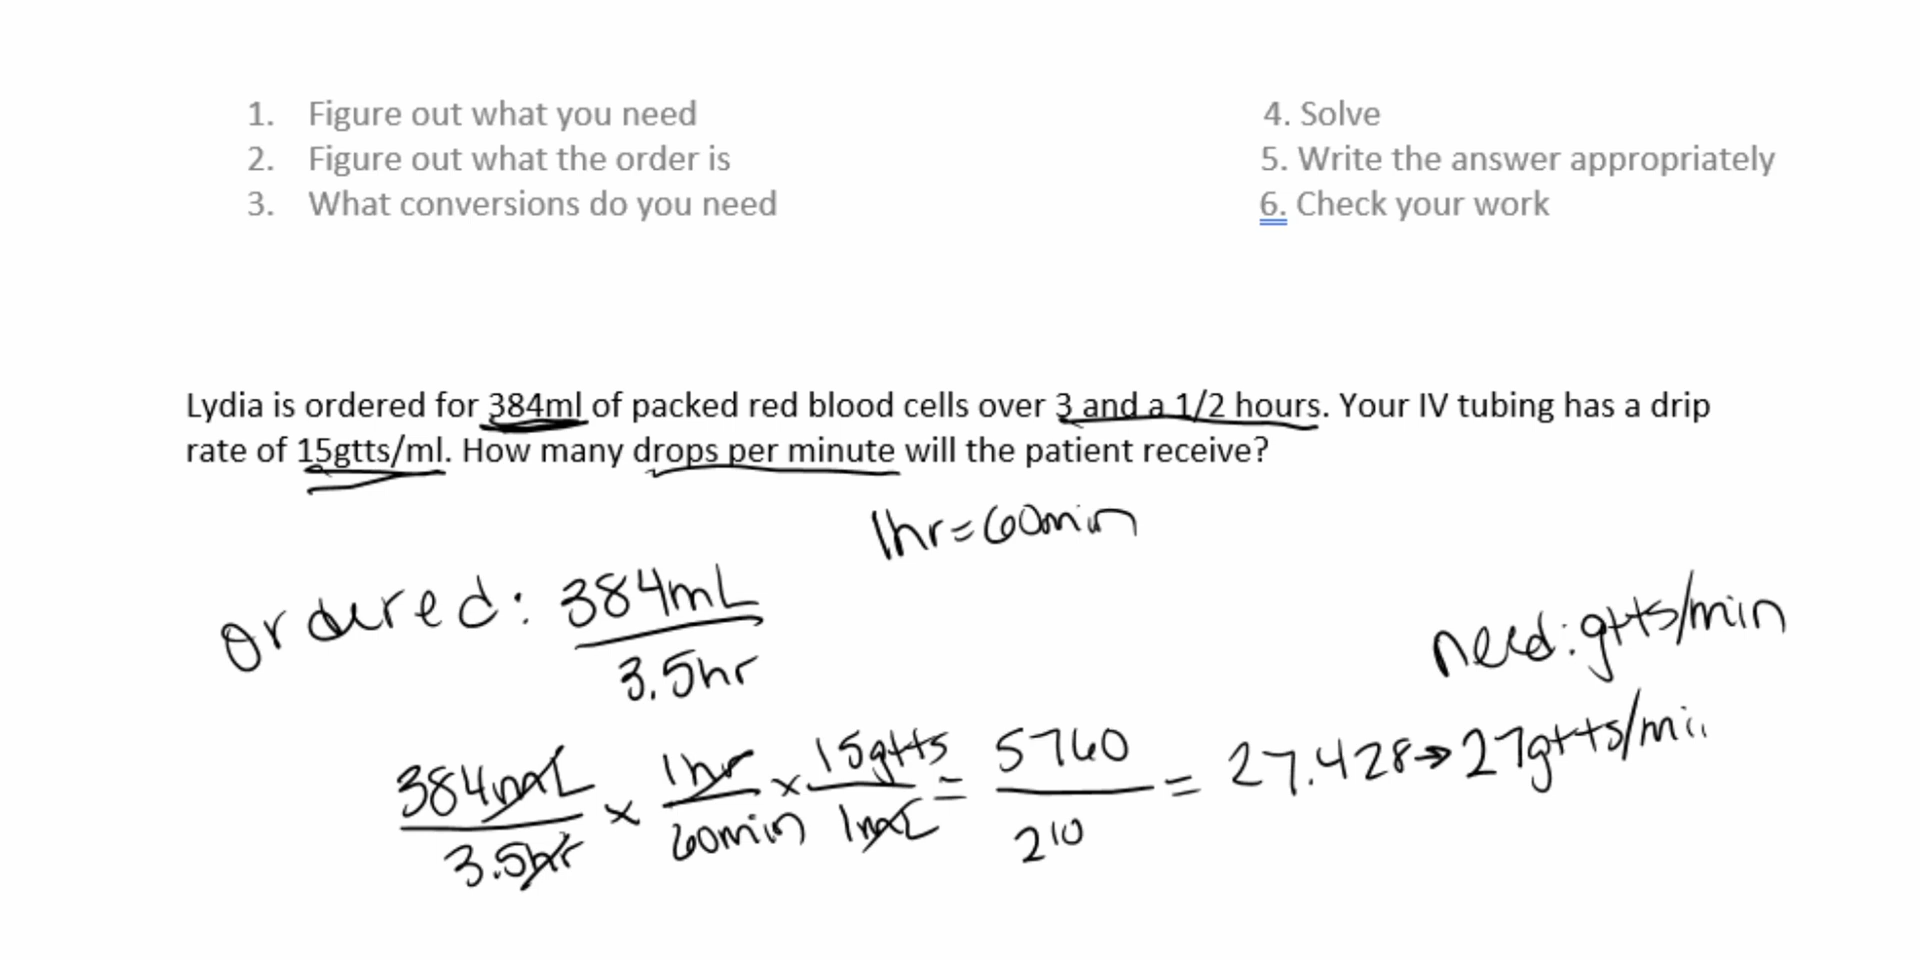 1. Figure out what you need
2. Figure out what the order is
3. What conversions do you need
4. Solve
5. Write the answer appropriately
6. Check your work
Lydia is ordered for 384ml of packed red blood cells over 3 and a 1/2 hours. Your IV tubing has a drip
rate of 15gtts/ml. How many drops per minute will the patient receive?
1hr=60min
ordered: 384mL
3.5hr
need: gtts/min
384mL/3.5hr x 1hr/60min x 15gtts/1mL = 5760/210 = 27.428→27gtts/min